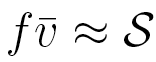 f v̄ ≈ 𝒮